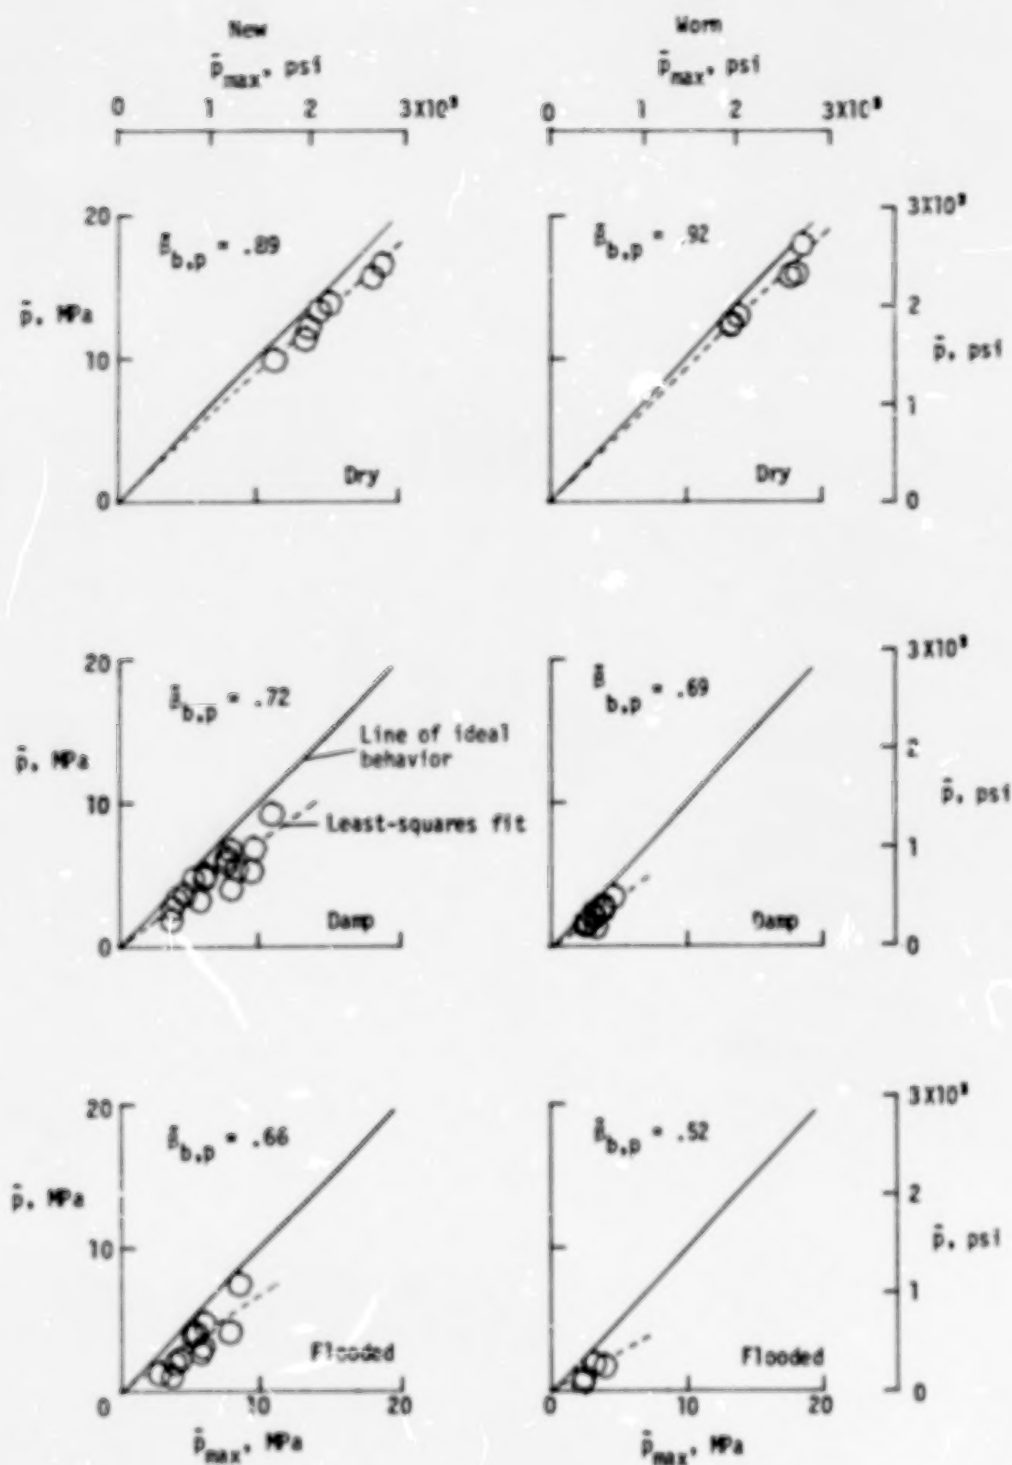 New Worn
p̄max, psi p̄max, psi
0 1 2 3X10³ 0 1 2 3X10³
20 3X10³
b,p = .89 b,p = .92
p̄, MPa 2
p̄, psi
10
1
Dry Dry
0 0
20 3X10³
b,p = .72 b,p = .69
Line of ideal
behavior
2
p̄, MPa p̄, psi
10
Least-squares fit 1
Damp Damp
0 0
20 3X10³
b,p = .66 b,p = .52
p̄, MPa 2
p̄, psi
10
1
Flooded Flooded
0 10 20 0 10 20 0
p̄max, MPa p̄max, MPa